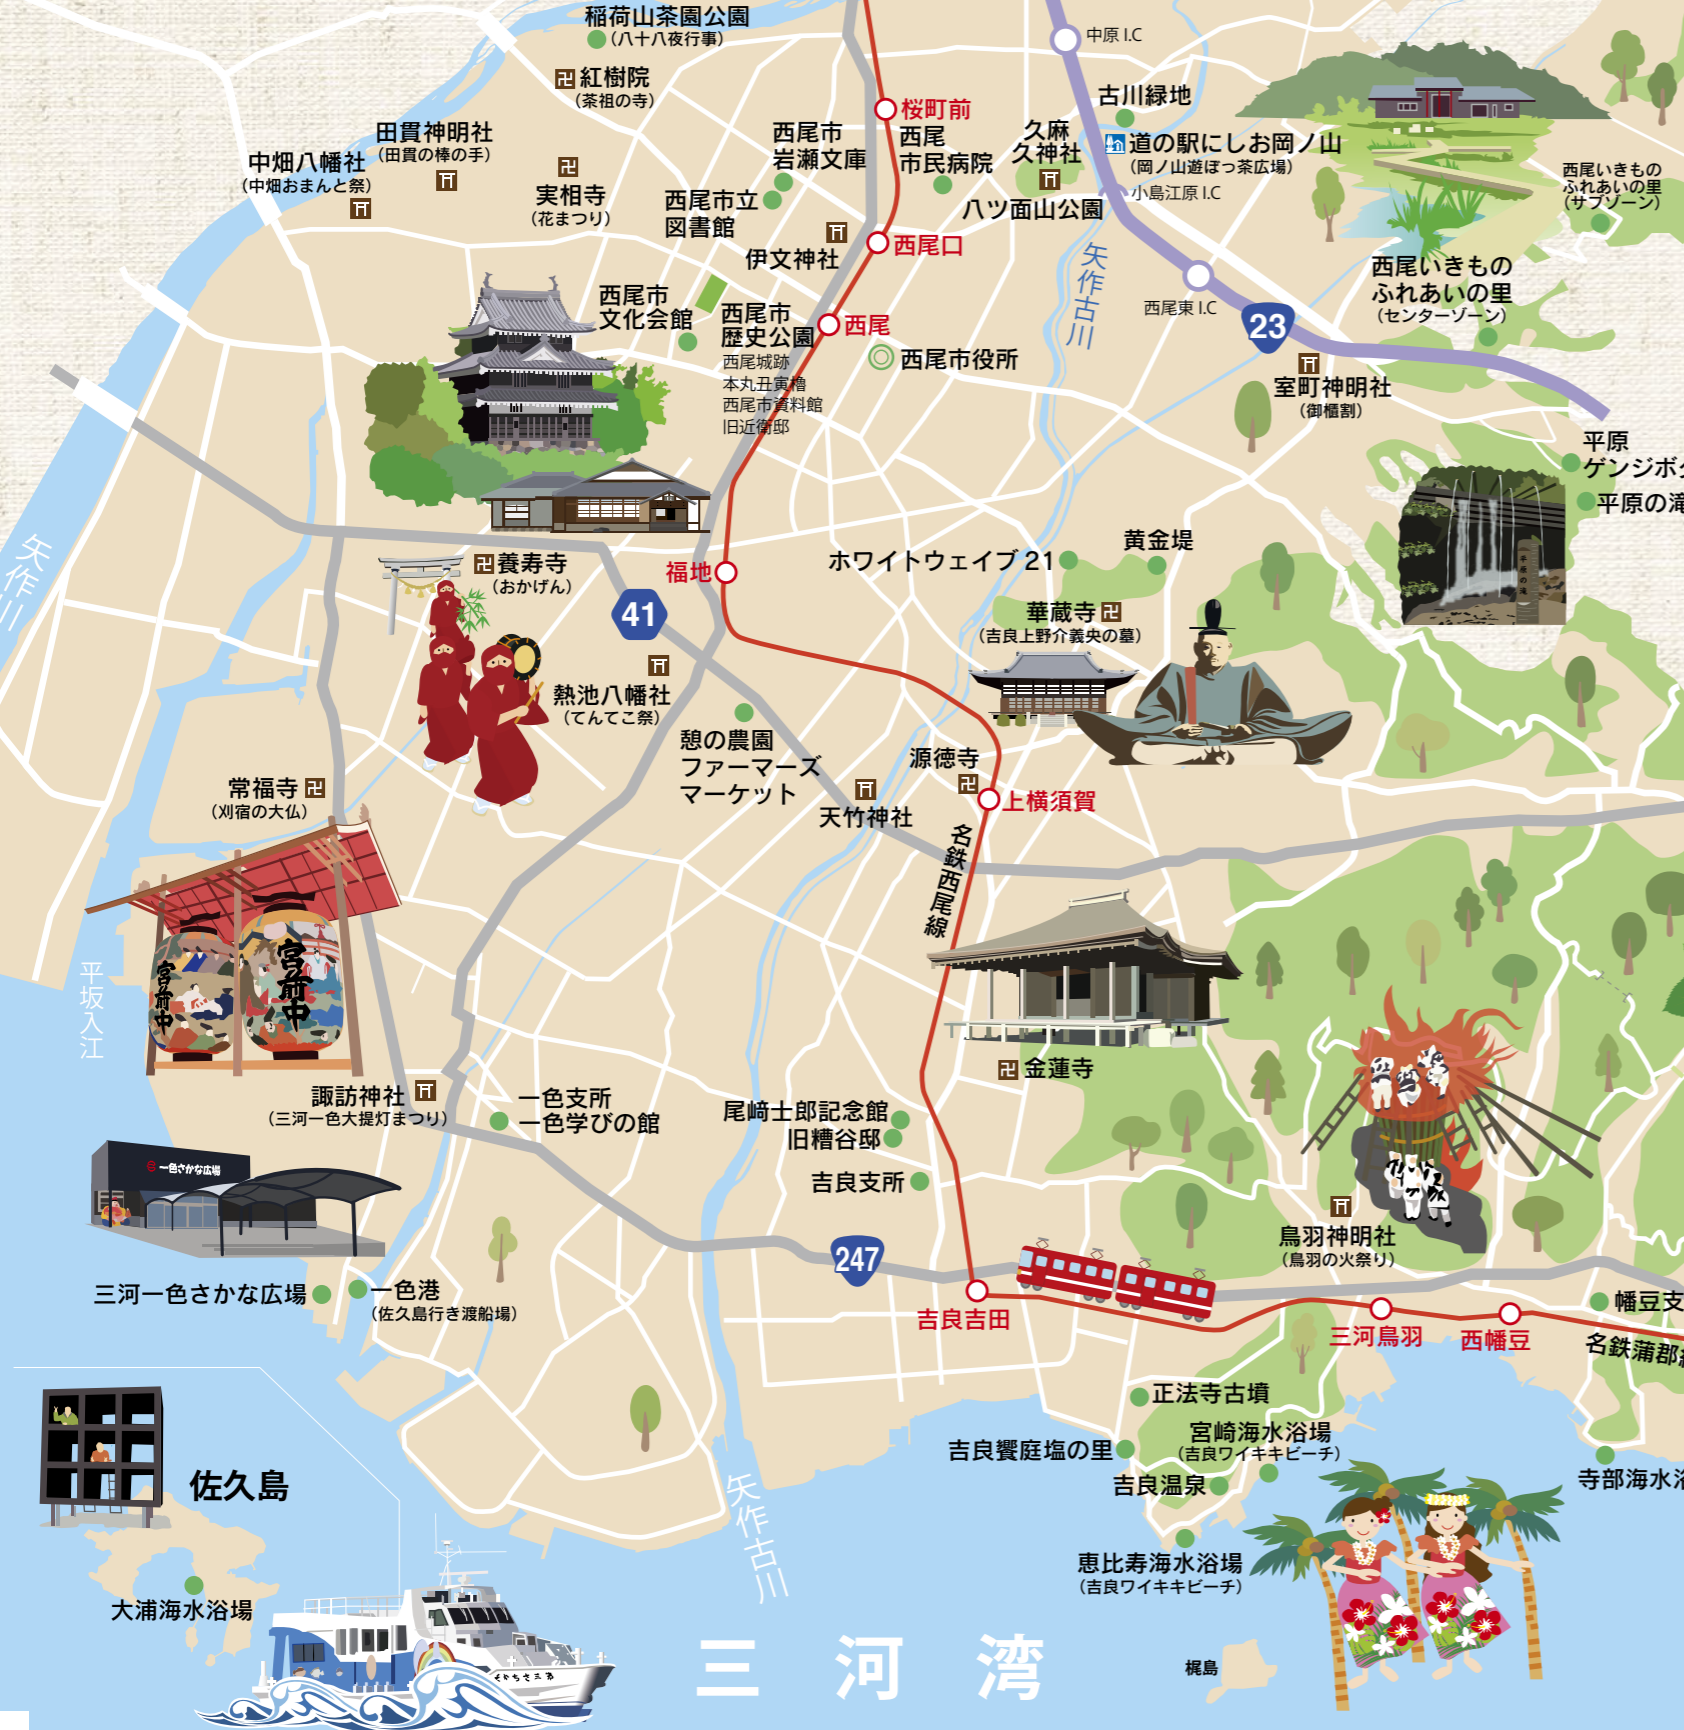 稲荷山茶園公園
（八十八夜行事）
紅樹院
（茶祖の寺）
田貫神明社
（田貫の棒の手）
中畑八幡社
（中畑おまんと祭）
実相寺
（花まつり）
西尾市
岩瀬文庫
西尾市立
図書館
伊文神社
桜町前
西尾
市民病院
西尾口
中原 I.C
古川緑地
久麻
久神社
八ツ面山公園
道の駅にしお岡ノ山
（岡ノ山遊ぼっ茶広場）
小島江原 I.C
矢作古川
西尾東 I.C
23
西尾いきもの
ふれあいの里
（サブゾーン）
西尾いきもの
ふれあいの里
（センターゾーン）
室町神明社
（御櫃割）
平原
ゲンジボ
平原の滝
平原の滝
西尾市
文化会館
西尾市
歴史公園
西尾城跡
本丸丑寅櫓
西尾市資料館
旧近衛邸
西尾
西尾市役所
矢作川
養寿寺
（おかげん）
福地
41
熱池八幡社
（てんてこ祭）
ホワイトウェイブ 21
黄金堤
華蔵寺
（吉良上野介義央の墓）
憩の農園
ファーマーズ
マーケット
源徳寺
天竹神社
上横須賀
名鉄西尾線
常福寺
（刈宿の大仏）
宮前中
宮前中
平坂入江
諏訪神社
（三河一色大提灯まつり）
一色支所
一色学びの館
金蓮寺
尾﨑士郎記念館
旧糟谷邸
吉良支所
鳥羽神明社
（鳥羽の火祭り）
一色さかな広場
三河一色さかな広場
一色港
（佐久島行き渡船場）
247
吉良吉田
三河鳥羽
西幡豆
幡豆支
名鉄蒲郡線
正法寺古墳
宮崎海水浴場
（吉良ワイキキビーチ）
吉良饗庭塩の里
吉良温泉
寺部海水浴
恵比寿海水浴場
（吉良ワイキキビーチ）
佐久島
大浦海水浴場
矢作古川
三河湾
梶島